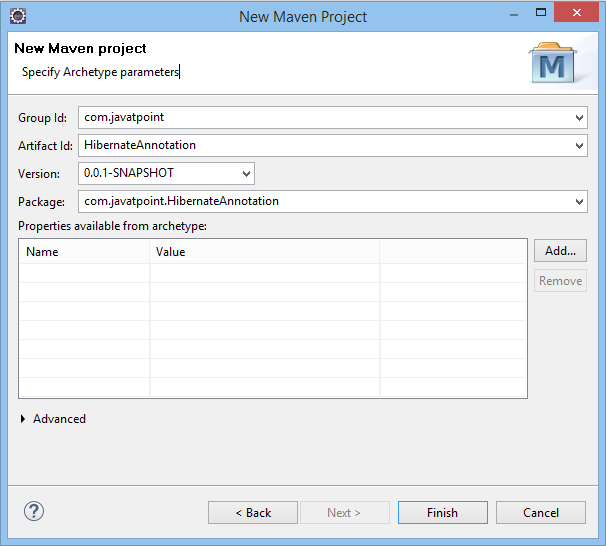 New Maven Project
New Maven project
Specify Archetype parameters
M
Group Id: com.javatpoint
Artifact Id: HibernateAnnotation
Version: 0.0.1-SNAPSHOT
Package: com.javatpoint.HibernateAnnotation
Properties available from archetype:
Name Value
Add...
Remove
Advanced
? < Back Next > Finish Cancel